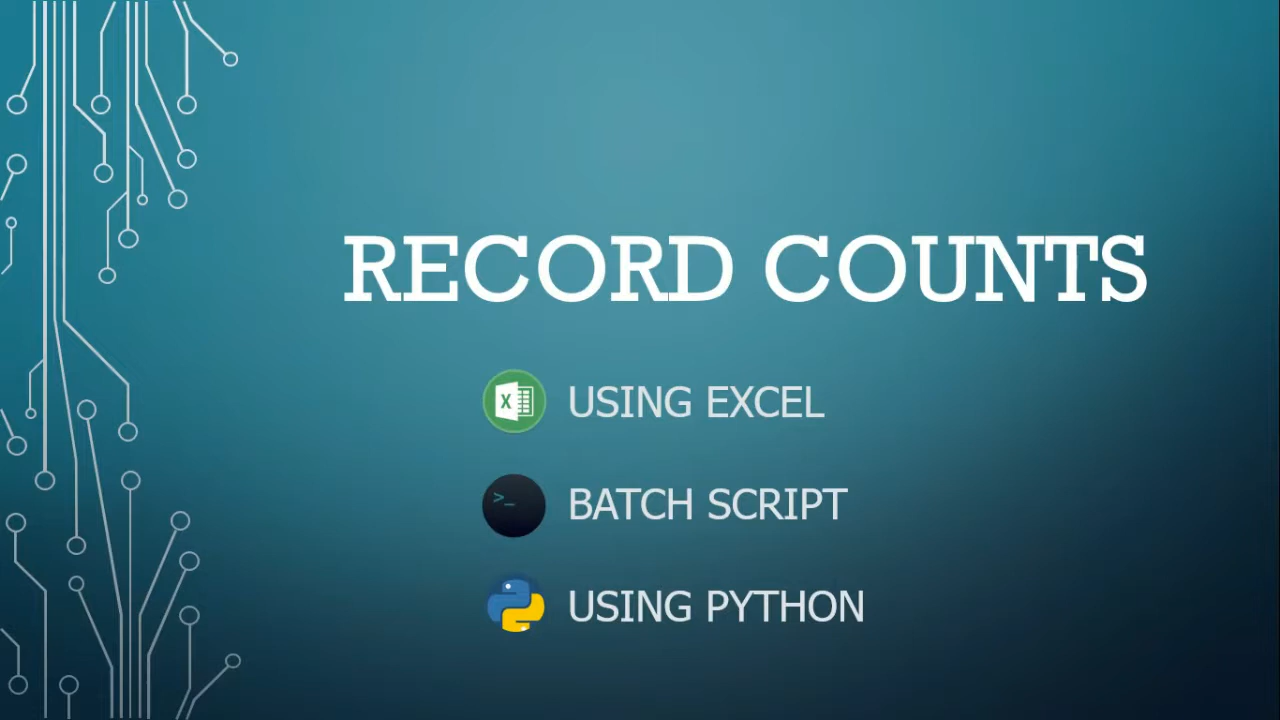 RECORD COUNTS
X USING EXCEL
>_ BATCH SCRIPT
USING PYTHON